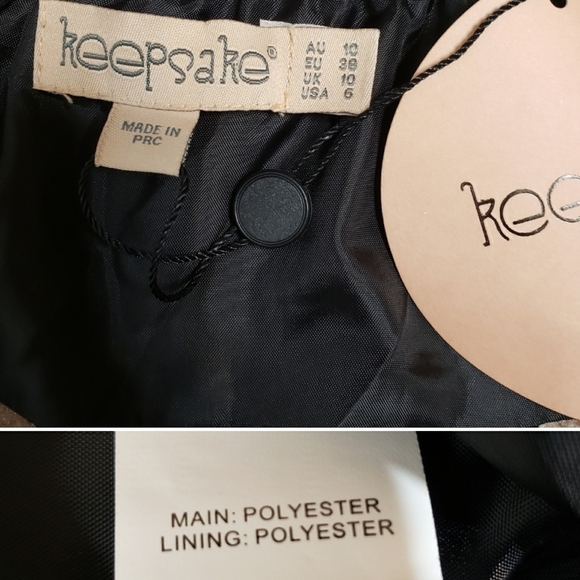 keepsake®
AU 10
EU 38
UK 10
USA 6
MADE IN
PRC
kee
MAIN: POLYESTER
LINING: POLYESTER